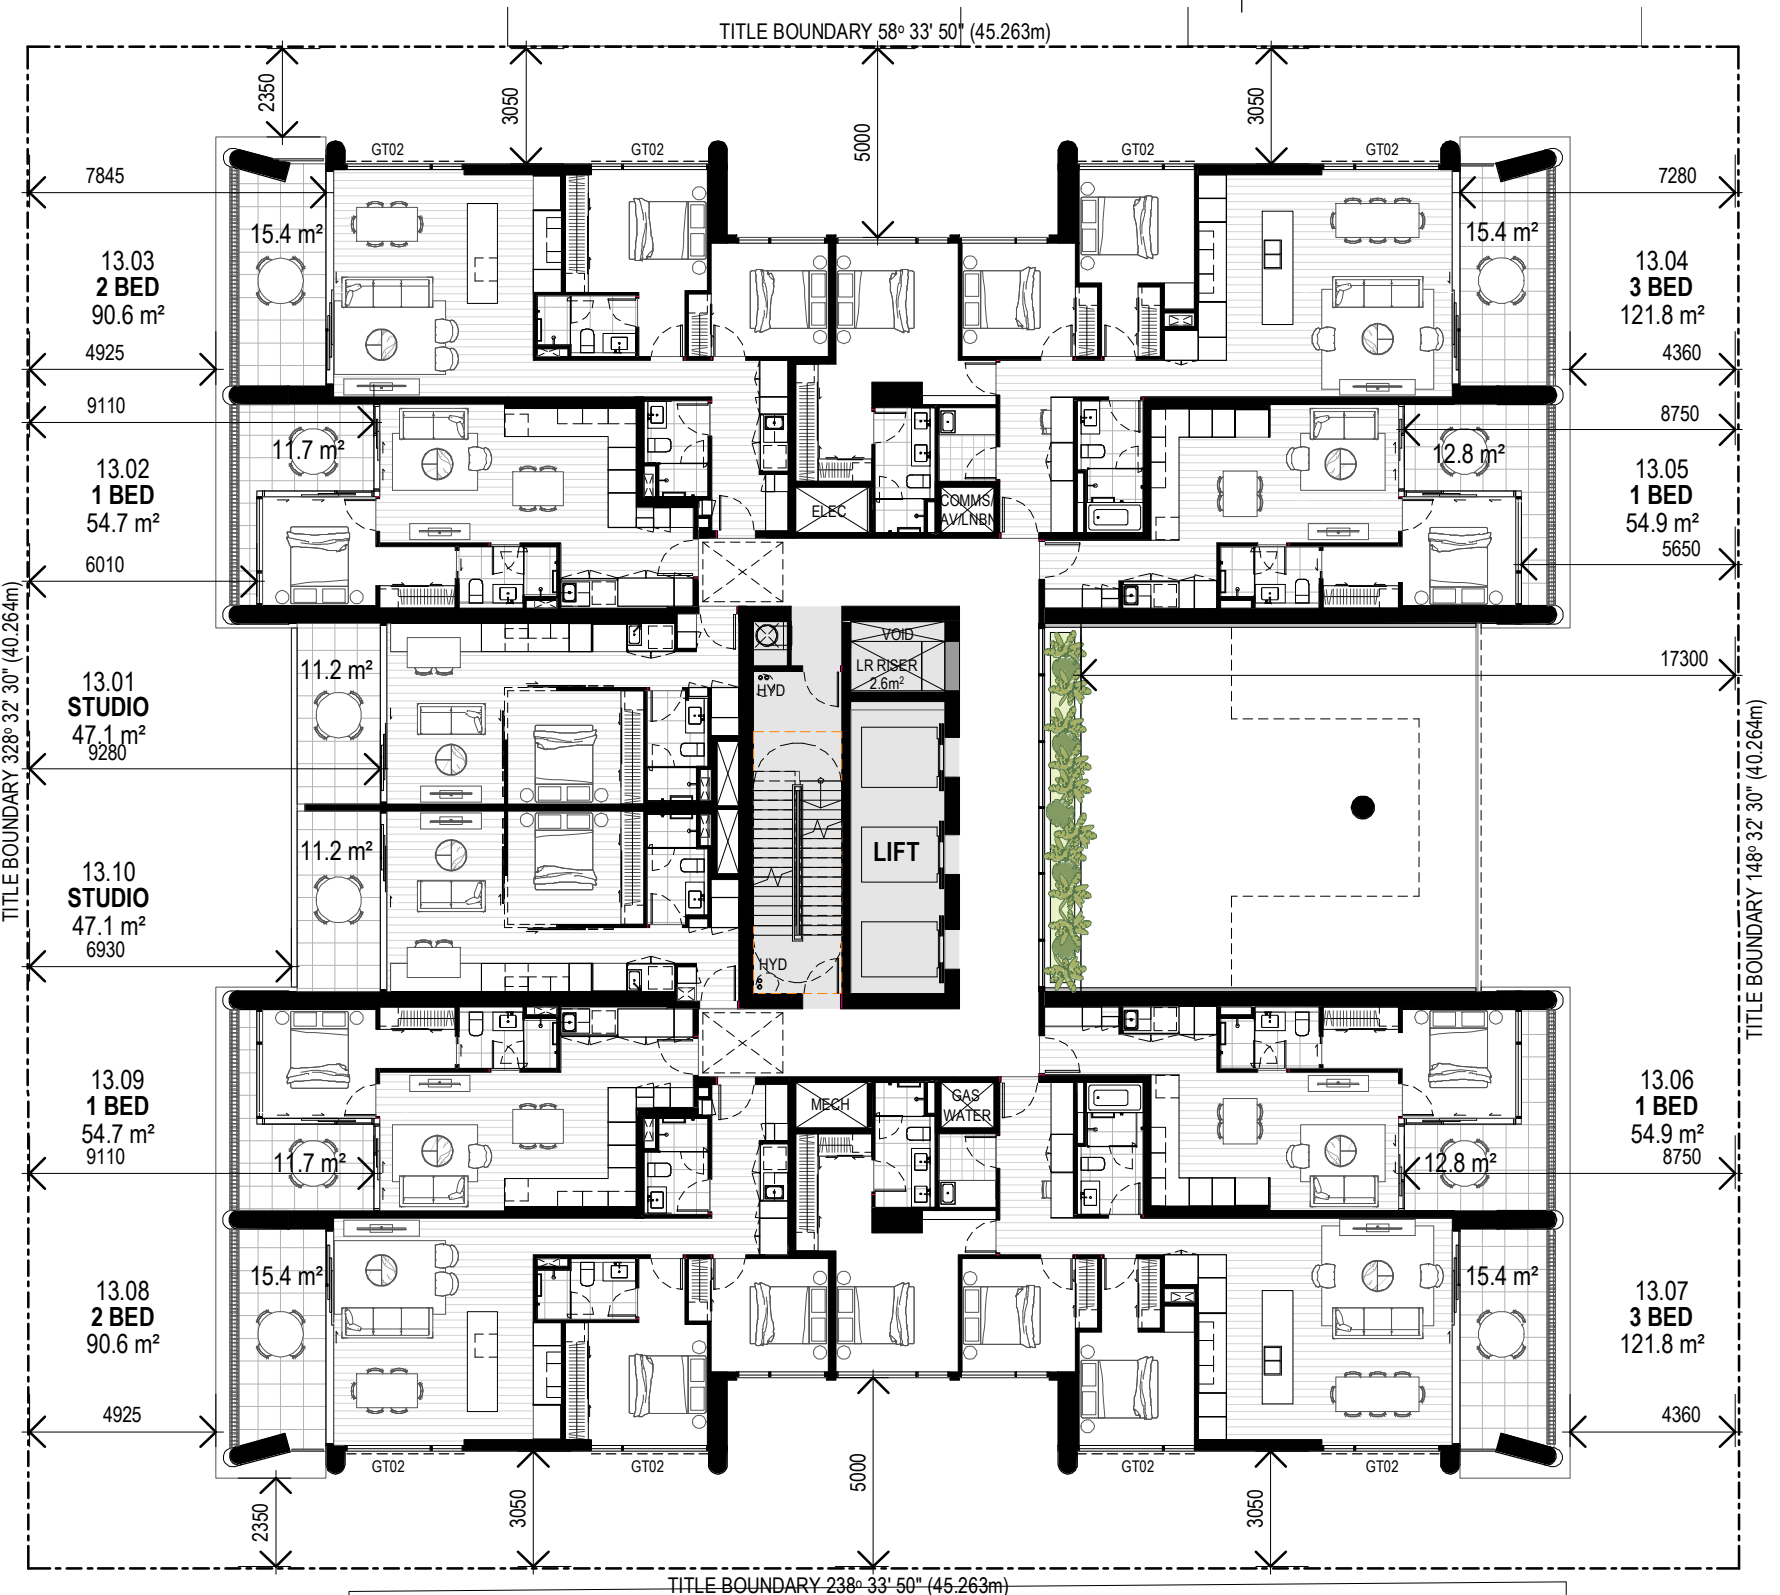 TITLE BOUNDARY 58º 33' 50" (45.263m)
2350
3050
5000
3050
GT02
GT02
GT02
GT02
7845
7280
15.4 m²
15.4 m²
13.03
2 BED
90.6 m²
13.04
3 BED
121.8 m²
4925
4360
9110
8750
11.7 m²
12.8 m²
13.02
1 BED
54.7 m²
13.05
1 BED
54.9 m²
ELEC
COMMS/
AV/LNBN
6010
5650
TITLE BOUNDARY 328º 32' 30" (40.264m)
TITLE BOUNDARY 148º 32' 30" (40.264m)
VOID
LR RISER
2.6m²
HYD
17300
11.2 m²
13.01
STUDIO
47.1 m²
9280
LIFT
11.2 m²
13.10
STUDIO
47.1 m²
6930
HYD
13.09
1 BED
54.7 m²
9110
MECH
GAS
WATER
13.06
1 BED
54.9 m²
8750
11.7 m²
12.8 m²
15.4 m²
15.4 m²
13.08
2 BED
90.6 m²
13.07
3 BED
121.8 m²
4925
4360
GT02
GT02
GT02
GT02
2350
3050
5000
3050
TITLE BOUNDARY 238º 33' 50" (45.263m)